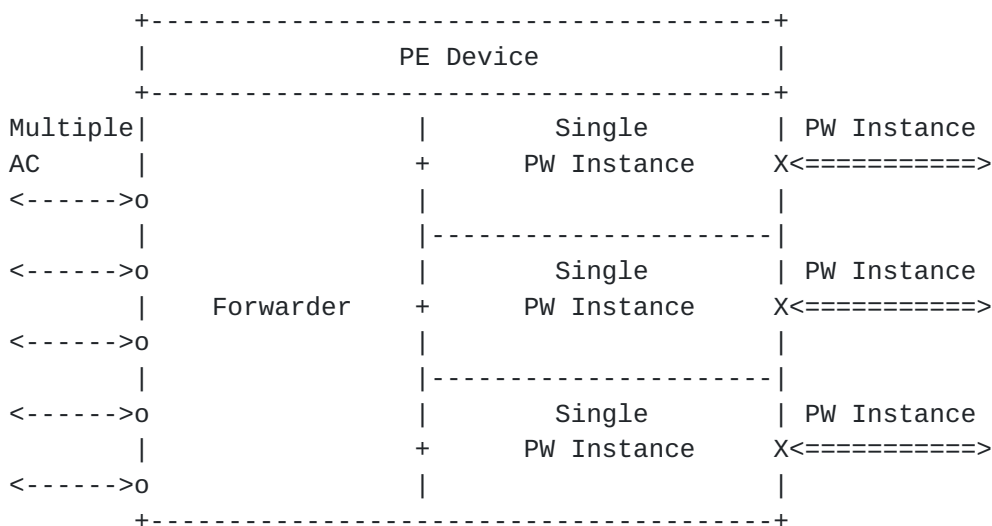 +----------------------------------------+
|                PE Device               |
+----------------------------------------+
Multiple|                 |        Single        | PW Instance
AC      |                 +      PW Instance     X<===========>
<------>o                 |                      |
|                 |----------------------|
<------>o                 |        Single        | PW Instance
|    Forwarder    +      PW Instance     X<===========>
<------>o                 |                      |
|                 |----------------------|
<------>o                 |        Single        | PW Instance
|                 +      PW Instance     X<===========>
<------>o                 |                      |
+----------------------------------------+